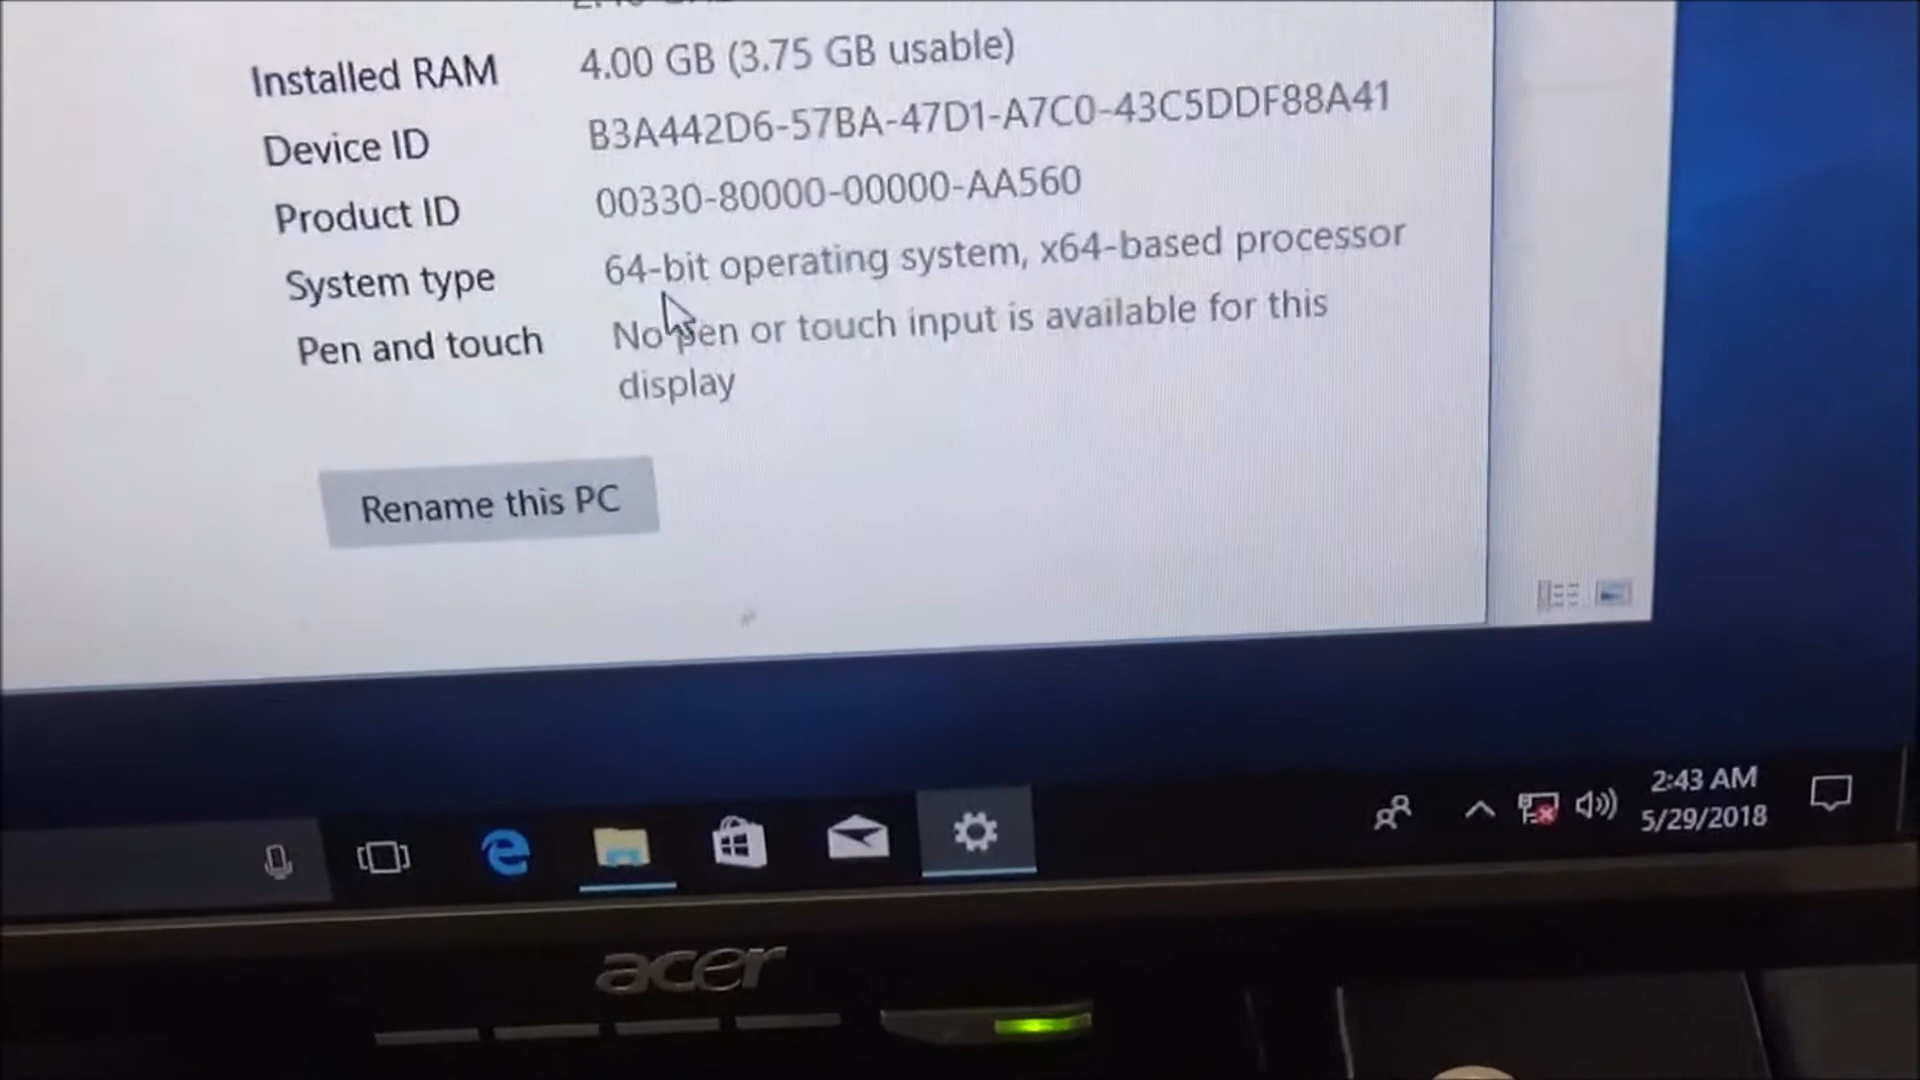 Installed RAM 4.00 GB (3.75 GB usable)
Device ID B3A442D6-57BA-47D1-A7C0-43C5DDF88A41
Product ID 00330-80000-00000-AA560
System type 64-bit operating system, x64-based processor
Pen and touch No pen or touch input is available for this
display
Rename this PC
2:43 AM
5/29/2018
acer